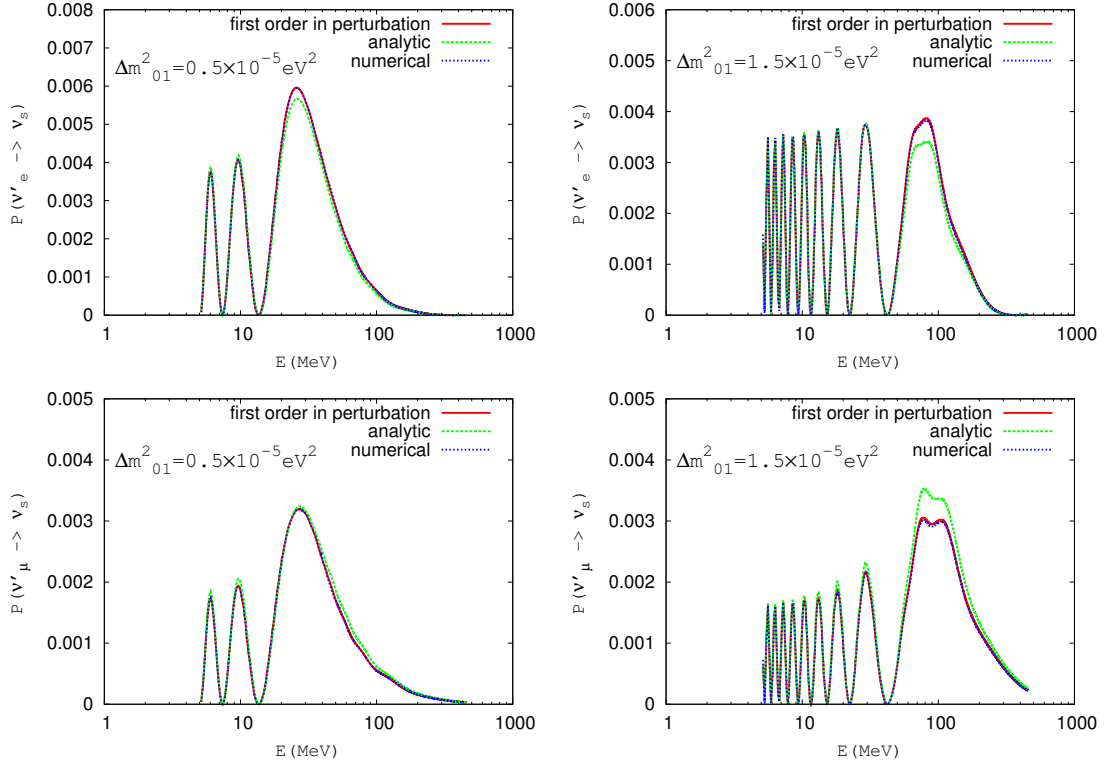 0.008
0.007
0.006
0.005
0.004
0.003
0.002
0.001
0
1
10
100
1000
P(ν′e -> νs)
E(MeV)
first order in perturbation
analytic
numerical
Δm²01=0.5×10⁻⁵eV²
0.006
0.005
0.004
0.003
0.002
0.001
0
1
10
100
1000
P(ν′e -> νs)
E(MeV)
first order in perturbation
analytic
numerical
Δm²01=1.5×10⁻⁵eV²
0.005
0.004
0.003
0.002
0.001
0
1
10
100
1000
P(ν′μ -> νs)
E(MeV)
first order in perturbation
analytic
numerical
Δm²01=0.5×10⁻⁵eV²
0.005
0.004
0.003
0.002
0.001
0
1
10
100
1000
P(ν′μ -> νs)
E(MeV)
first order in perturbation
analytic
numerical
Δm²01=1.5×10⁻⁵eV²